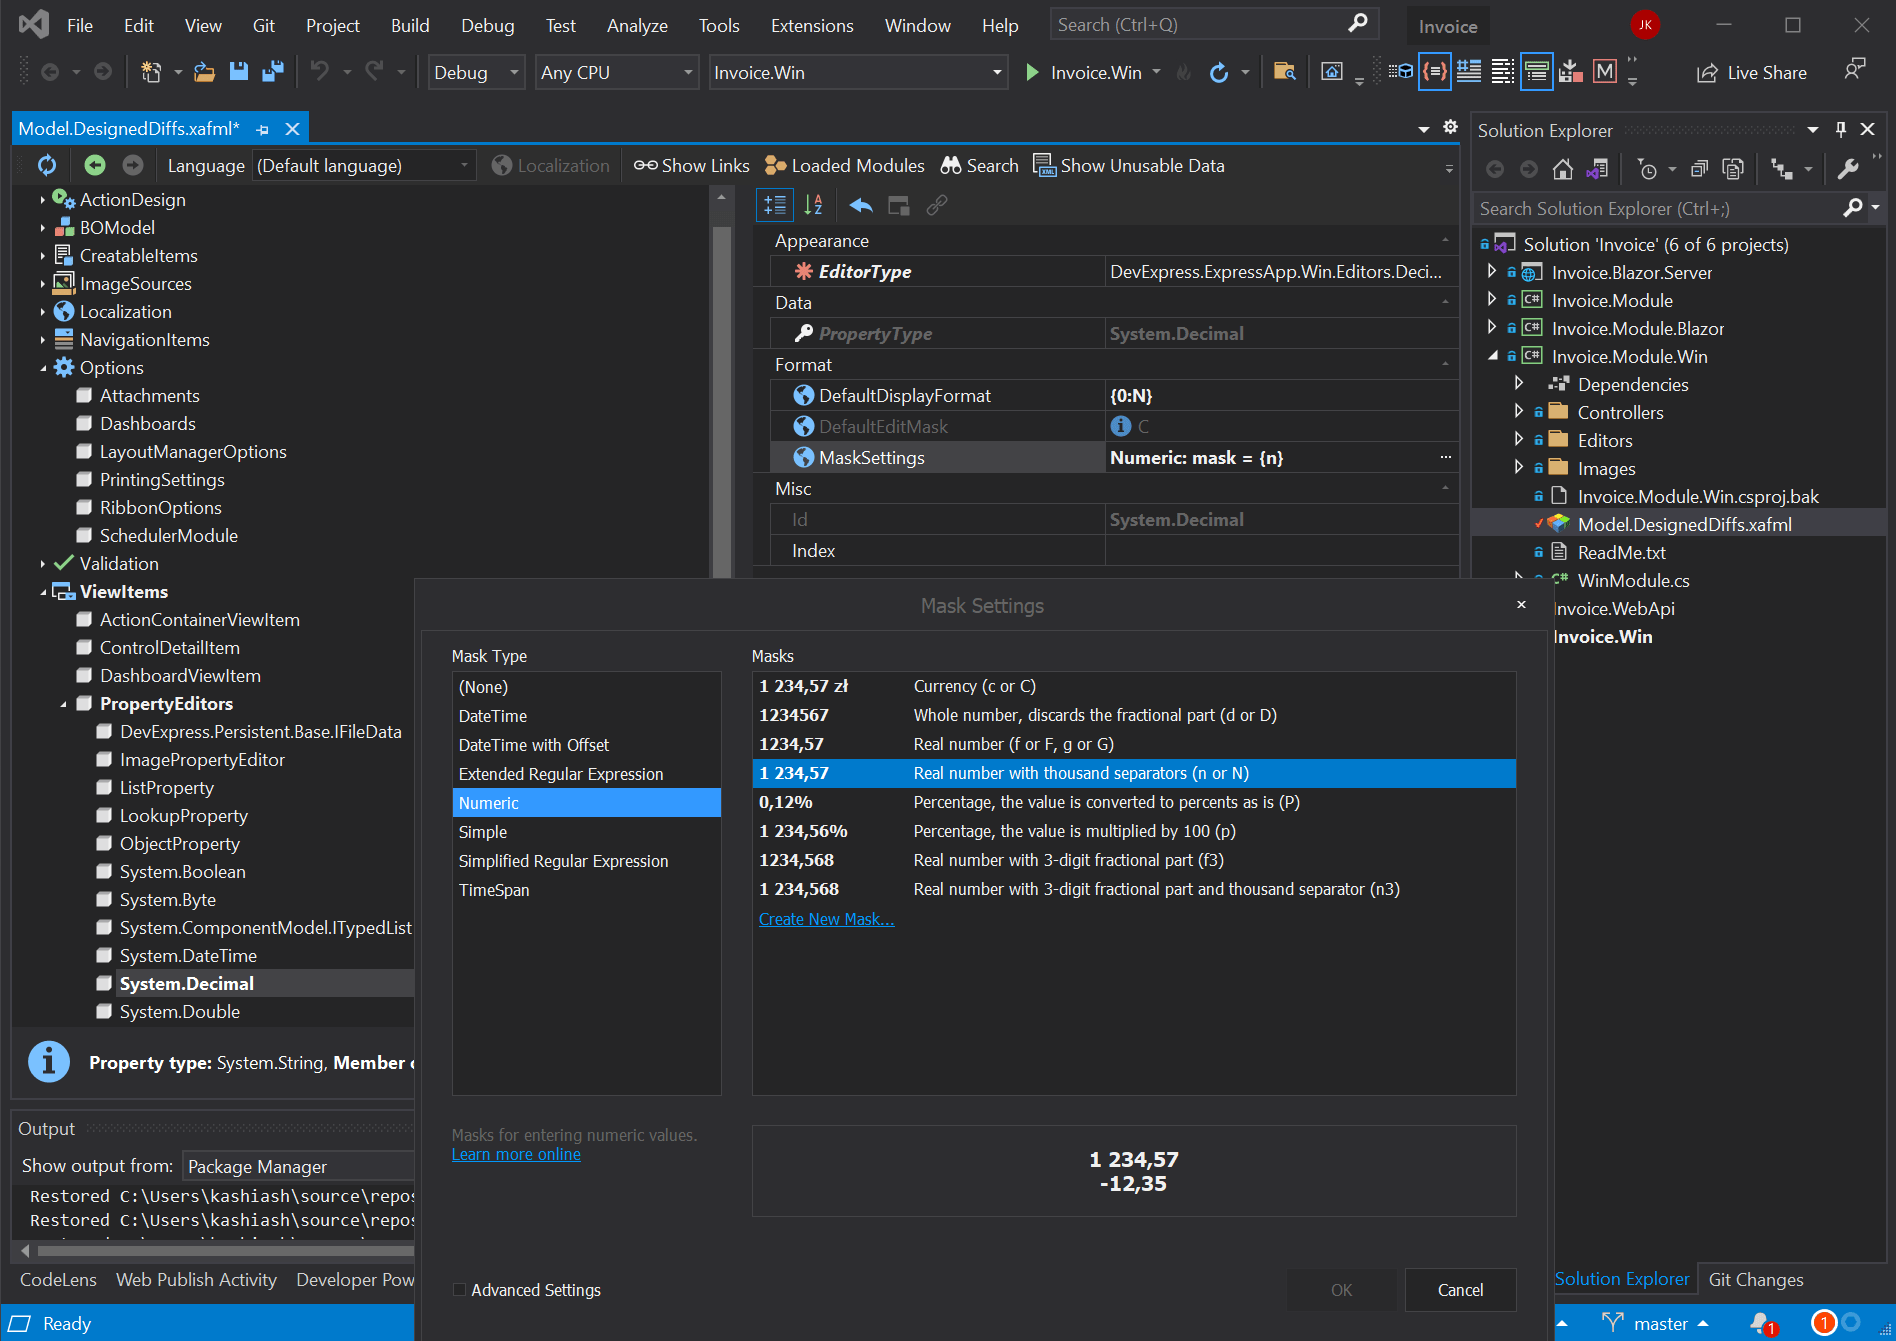 File Edit View Git Project Build Debug Test Analyze Tools Extensions Window Help Search (Ctrl+Q) Invoice JK
Debug Any CPU Invoice.Win Invoice.Win Live Share
Model.DesignedDiffs.xafml*
Language (Default language) Localization Show Links Loaded Modules Search Show Unusable Data
ActionDesign
BOModel
CreatableItems
ImageSources
Localization
NavigationItems
Options
Attachments
Dashboards
LayoutManagerOptions
PrintingSettings
RibbonOptions
SchedulerModule
Validation
ViewItems
ActionContainerViewItem
ControlDetailItem
DashboardViewItem
PropertyEditors
DevExpress.Persistent.Base.IFileData
ImagePropertyEditor
ListProperty
LookupProperty
ObjectProperty
System.Boolean
System.Byte
System.ComponentModel.ITypedList
System.DateTime
System.Decimal
System.Double
Property type: System.String, Member
Appearance
EditorType DevExpress.ExpressApp.Win.Editors.Deci...
Data
PropertyType System.Decimal
Format
DefaultDisplayFormat {0:N}
DefaultEditMask C
MaskSettings Numeric: mask = {n} ...
Misc
Id System.Decimal
Index
Solution Explorer
Search Solution Explorer (Ctrl+;)
Solution 'Invoice' (6 of 6 projects)
Invoice.Blazor.Server
C# Invoice.Module
C# Invoice.Module.Blazor
C# Invoice.Module.Win
Dependencies
Controllers
Editors
Images
Invoice.Module.Win.csproj.bak
Model.DesignedDiffs.xafml
ReadMe.txt
C# WinModule.cs
Invoice.WebApi
Invoice.Win
Mask Settings
Mask Type
(None)
DateTime
DateTime with Offset
Extended Regular Expression
Numeric
Simple
Simplified Regular Expression
TimeSpan
Masks
1 234,57 zł Currency (c or C)
1234567 Whole number, discards the fractional part (d or D)
1234,57 Real number (f or F, g or G)
1 234,57 Real number with thousand separators (n or N)
0,12% Percentage, the value is converted to percents as is (P)
1 234,56% Percentage, the value is multiplied by 100 (p)
1234,568 Real number with 3-digit fractional part (f3)
1 234,568 Real number with 3-digit fractional part and thousand separator (n3)
Create New Mask...
Masks for entering numeric values.
Learn more online
1 234,57
-12,35
Advanced Settings
OK Cancel
Output
Show output from: Package Manager
Restored C:\Users\kashiash\source\repos
Restored C:\Users\kashiash\source\repos
CodeLens Web Publish Activity Developer Pow
Solution Explorer Git Changes
Ready master 1 1